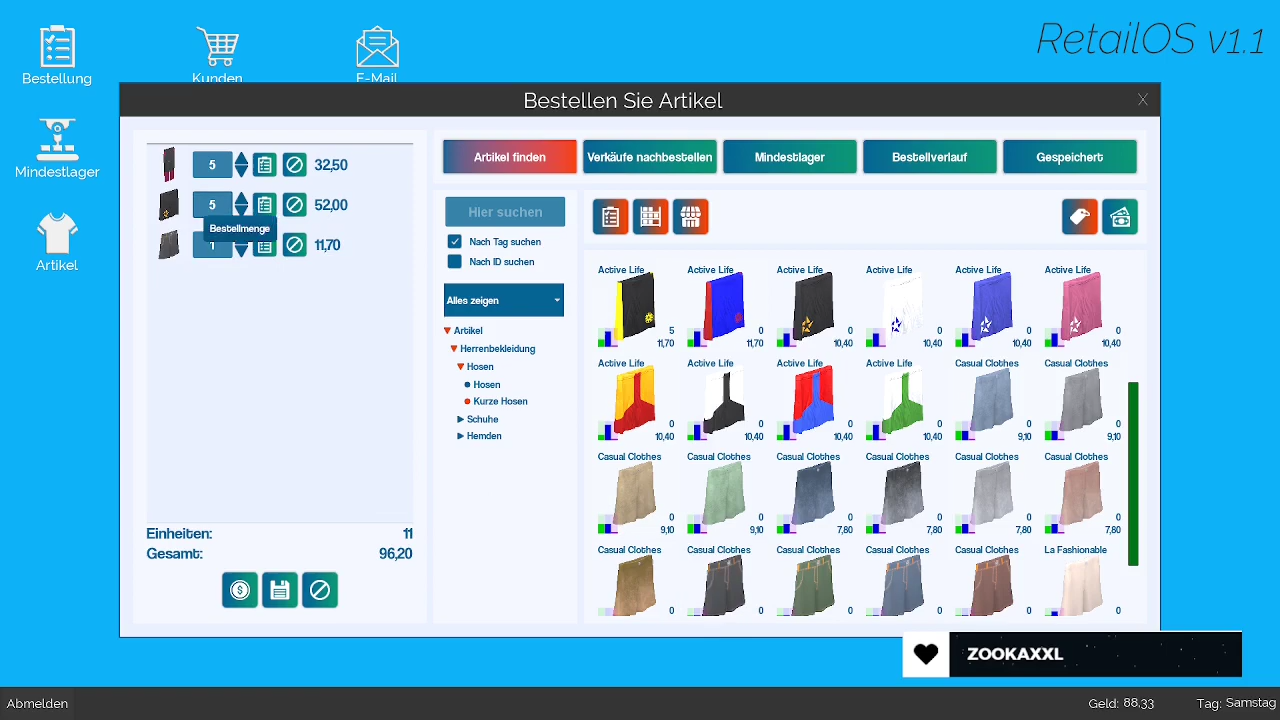 RetailOS v1.1
Bestellung
Kunden
E-Mail
Mindestlager
Artikel
Bestellen Sie Artikel
X
5
32,50
5
52,00
Bestellmenge
1
11,70
Einheiten: 11
Gesamt: 96,20
Artikel finden
Verkäufe nachbestellen
Mindestlager
Bestellverlauf
Gespeichert
Hier suchen
Nach Tag suchen
Nach ID suchen
Alles zeigen
Artikel
Herrenbekleidung
Hosen
Hosen
Kurze Hosen
Schuhe
Hemden
Active Life Active Life Active Life Active Life Active Life Active Life
5 0 0 0 0 0
11,70 11,70 10,40 10,40 10,40 10,40
Active Life Active Life Active Life Active Life Casual Clothes Casual Clothes
0 0 0 0 0 0
10,40 10,40 10,40 10,40 9,10 9,10
Casual Clothes Casual Clothes Casual Clothes Casual Clothes Casual Clothes Casual Clothes
0 0 0 0 0 0
9,10 9,10 7,80 7,80 7,80 7,80
Casual Clothes Casual Clothes Casual Clothes Casual Clothes Casual Clothes La Fashionable
0 0 0 0 0 0
ZOOKAXXL
Abmelden
Geld: 88,33
Tag: Samstag